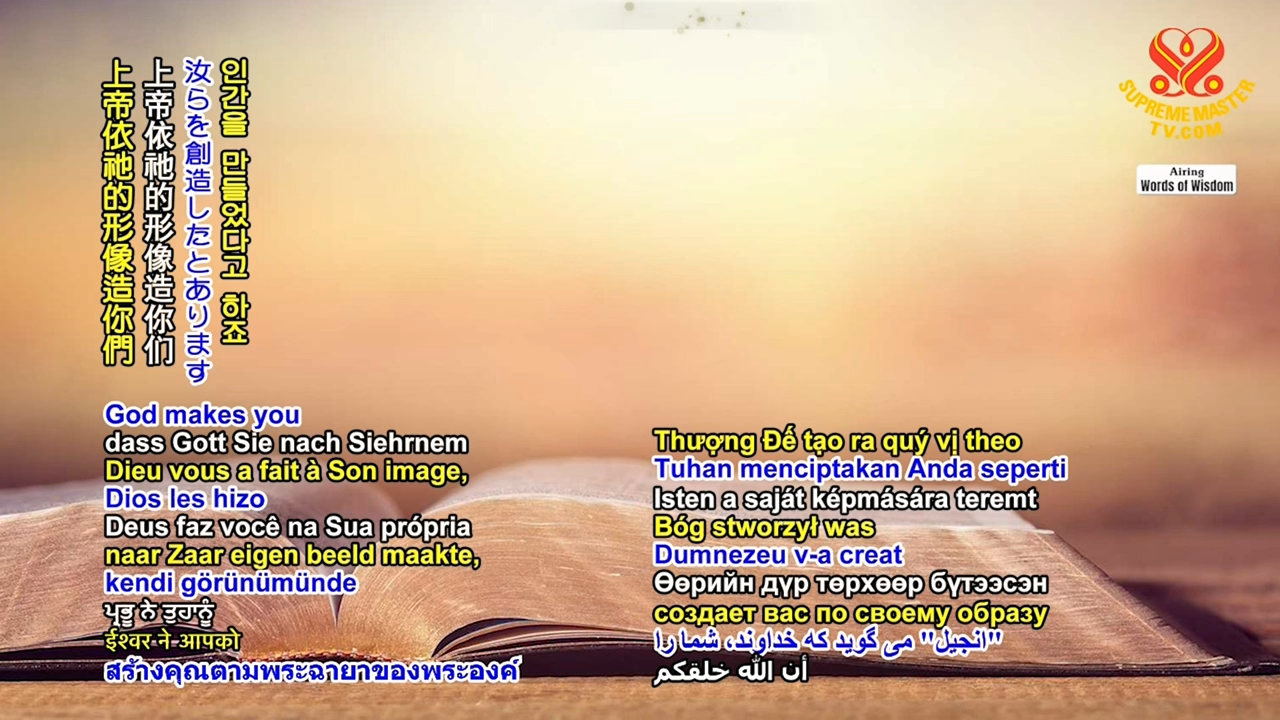 上帝依祂的形像造你們
上帝依祂的形像造你们
汝らを創造したとあります
인간을 만들었다고 하죠
God makes you
dass Gott Sie nach Siehrnem
Dieu vous a fait à Son image,
Dios les hizo
Deus faz você na Sua própria
naar Zaar eigen beeld maakte,
kendi görünümünde
ਪ੍ਰਭੂ ਨੇ ਤੁਹਾਨੂੰ
ईश्वर ने आपको
สร้างคุณตามพระฉายาของพระองค์
Thượng Đế tạo ra quý vị theo
Tuhan menciptakan Anda seperti
Isten a saját képmására teremt
Bóg stworzył was
Dumnezeu v-a creat
Өөрийн дүр төрхөөр бүтээсэн
создает вас по своему образу
"انجیل" می گوید که خداوند، شما را
أن الله خلقكم
SUPREME MASTER
TV.COM
Airing
Words of Wisdom